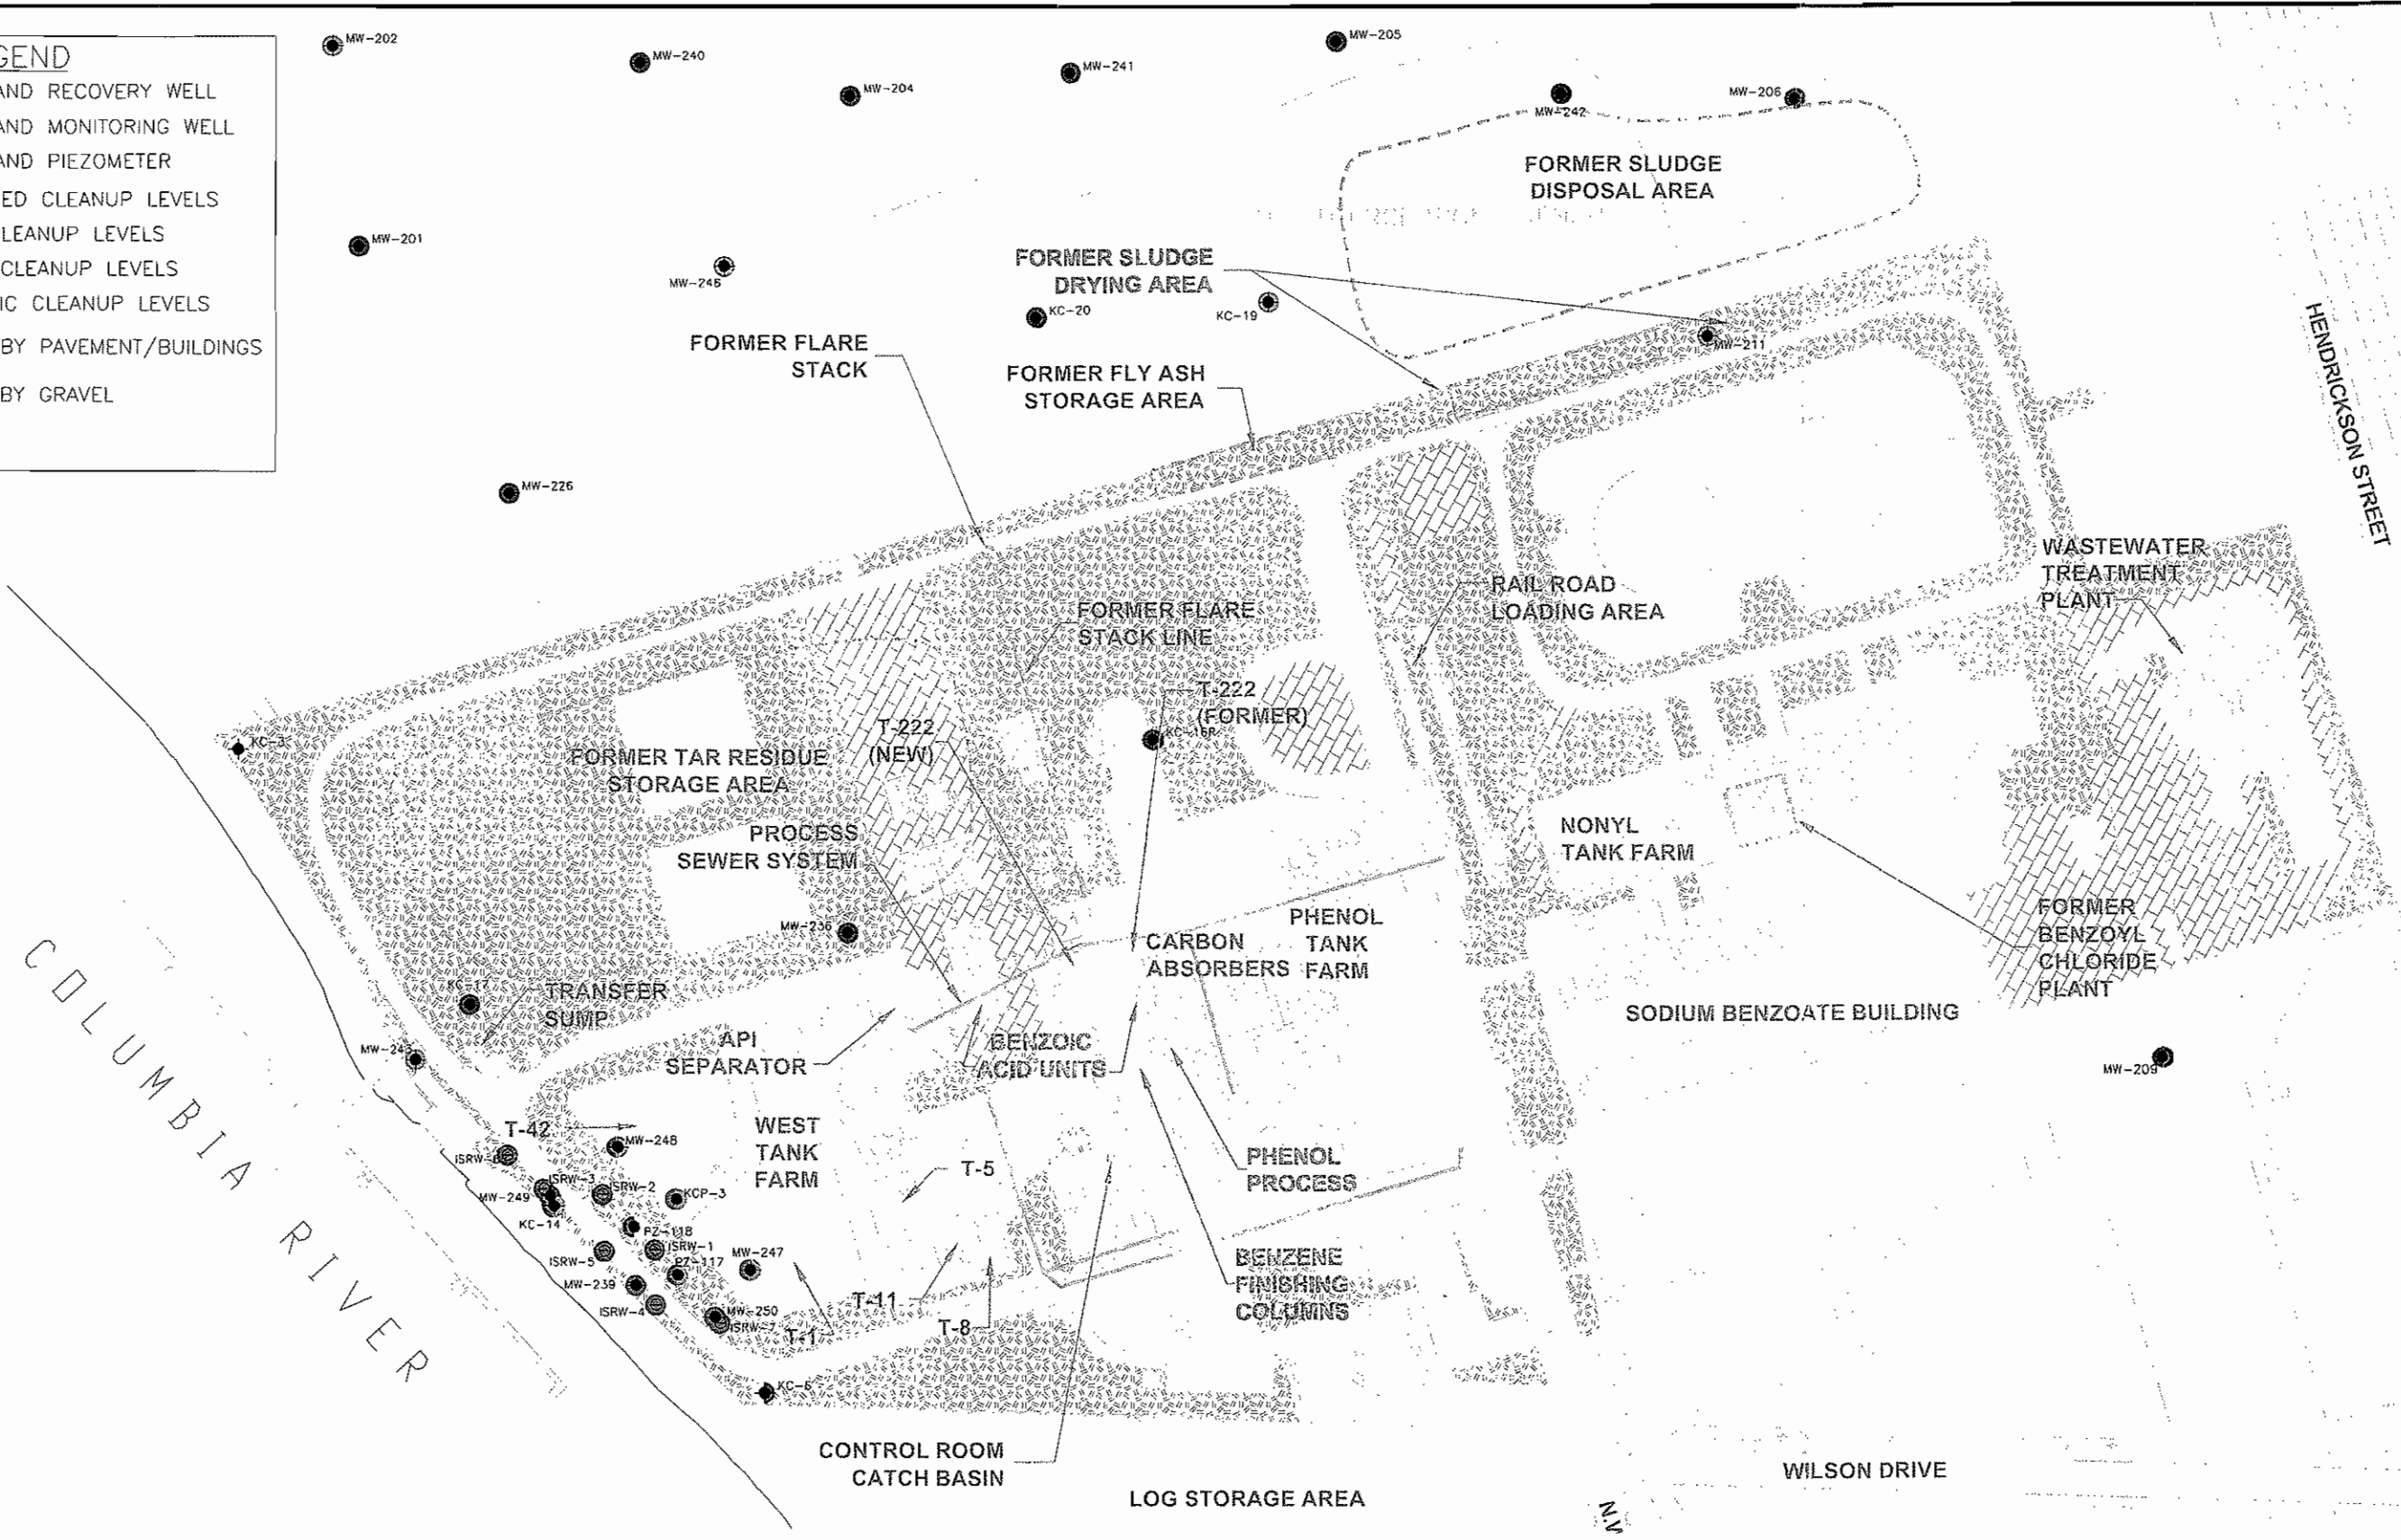 GEND
AND RECOVERY WELL
AND MONITORING WELL
AND PIEZOMETER
ED CLEANUP LEVELS
LEANUP LEVELS
CLEANUP LEVELS
IC CLEANUP LEVELS
BY PAVEMENT/BUILDINGS
BY GRAVEL
MW-202
MW-240
MW-204
MW-241
MW-205
MW-242
MW-206
FORMER SLUDGE
DISPOSAL AREA
MW-201
MW-246
FORMER SLUDGE
DRYING AREA
KC-20
KC-19
MW-211
HENDRICKSON STREET
FORMER FLARE
STACK
FORMER FLY ASH
STORAGE AREA
MW-226
WASTEWATER
TREATMENT
PLANT
RAIL ROAD
LOADING AREA
FORMER FLARE
STACK LINE
T-222
(FORMER)
KC-16R
T-222
(NEW)
KC-3
FORMER TAR RESIDUE
STORAGE AREA
PROCESS
SEWER SYSTEM
NONYL
TANK FARM
MW-236
PHENOL
TANK
FARM
CARBON
ABSORBERS
FORMER
BENZOYL
CHLORIDE
PLANT
KC-17
TRANSFER
SUMP
SODIUM BENZOATE BUILDING
API
SEPARATOR
BENZOIC
ACID UNITS
MW-243
MW-209
COLUMBIA RIVER
T-42
MW-248
WEST
TANK
FARM
T-5
PHENOL
PROCESS
ISRW-6
ISRW-3
MW-249
ISRW-2
KCP-3
KC-14
PZ-118
ISRW-1
ISRW-5
MW-247
PZ-117
MW-239
ISRW-4
MW-250
ISRW-7
T-1
T-11
T-8
BENZENE
FINISHING
COLUMNS
KC-6
CONTROL ROOM
CATCH BASIN
LOG STORAGE AREA
WILSON DRIVE
N.W